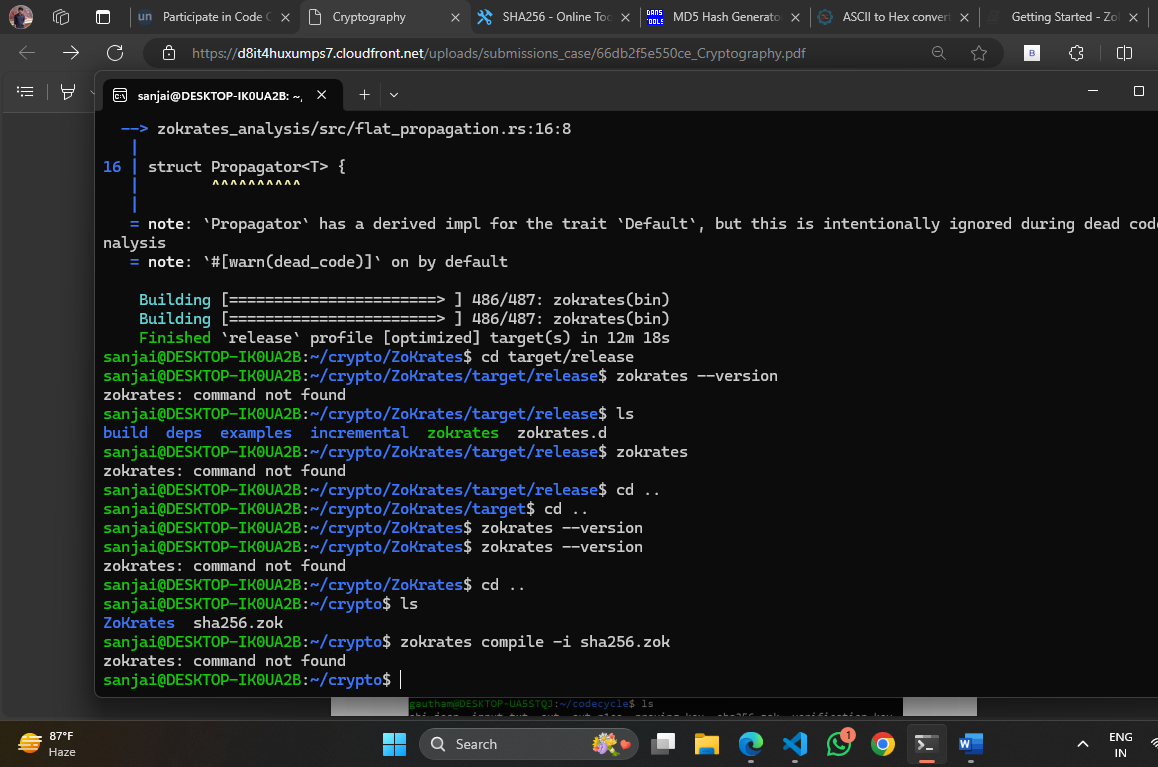 un Participate in Code C
Cryptography
SHA256 - Online Too
DANS TOOLS MD5 Hash Generato
ASCII to Hex convert
Getting Started - Zol
https://d8it4huxumps7.cloudfront.net/uploads/submissions_case/66db2f5e550ce_Cryptography.pdf
B
sanjai@DESKTOP-IK0UA2B: ~,
--> zokrates_analysis/src/flat_propagation.rs:16:8
|
16 | struct Propagator<T> {
| ^^^^^^^^^^
|
= note: `Propagator` has a derived impl for the trait `Default`, but this is intentionally ignored during dead code
nalysis
= note: `#[warn(dead_code)]` on by default
Building [=======================> ] 486/487: zokrates(bin)
Building [=======================> ] 486/487: zokrates(bin)
Finished `release` profile [optimized] target(s) in 12m 18s
sanjai@DESKTOP-IK0UA2B:~/crypto/ZoKrates$ cd target/release
sanjai@DESKTOP-IK0UA2B:~/crypto/ZoKrates/target/release$ zokrates --version
zokrates: command not found
sanjai@DESKTOP-IK0UA2B:~/crypto/ZoKrates/target/release$ ls
build deps examples incremental zokrates zokrates.d
sanjai@DESKTOP-IK0UA2B:~/crypto/ZoKrates/target/release$ zokrates
zokrates: command not found
sanjai@DESKTOP-IK0UA2B:~/crypto/ZoKrates/target/release$ cd ..
sanjai@DESKTOP-IK0UA2B:~/crypto/ZoKrates/target$ cd ..
sanjai@DESKTOP-IK0UA2B:~/crypto/ZoKrates$ zokrates --version
sanjai@DESKTOP-IK0UA2B:~/crypto/ZoKrates$ zokrates --version
zokrates: command not found
sanjai@DESKTOP-IK0UA2B:~/crypto/ZoKrates$ cd ..
sanjai@DESKTOP-IK0UA2B:~/crypto$ ls
ZoKrates sha256.zok
sanjai@DESKTOP-IK0UA2B:~/crypto$ zokrates compile -i sha256.zok
zokrates: command not found
sanjai@DESKTOP-IK0UA2B:~/crypto$
gautham@DESKTOP-UASSTQJ:~/codecycle$ ls
87°F
Haze
Search
1
ENG
IN